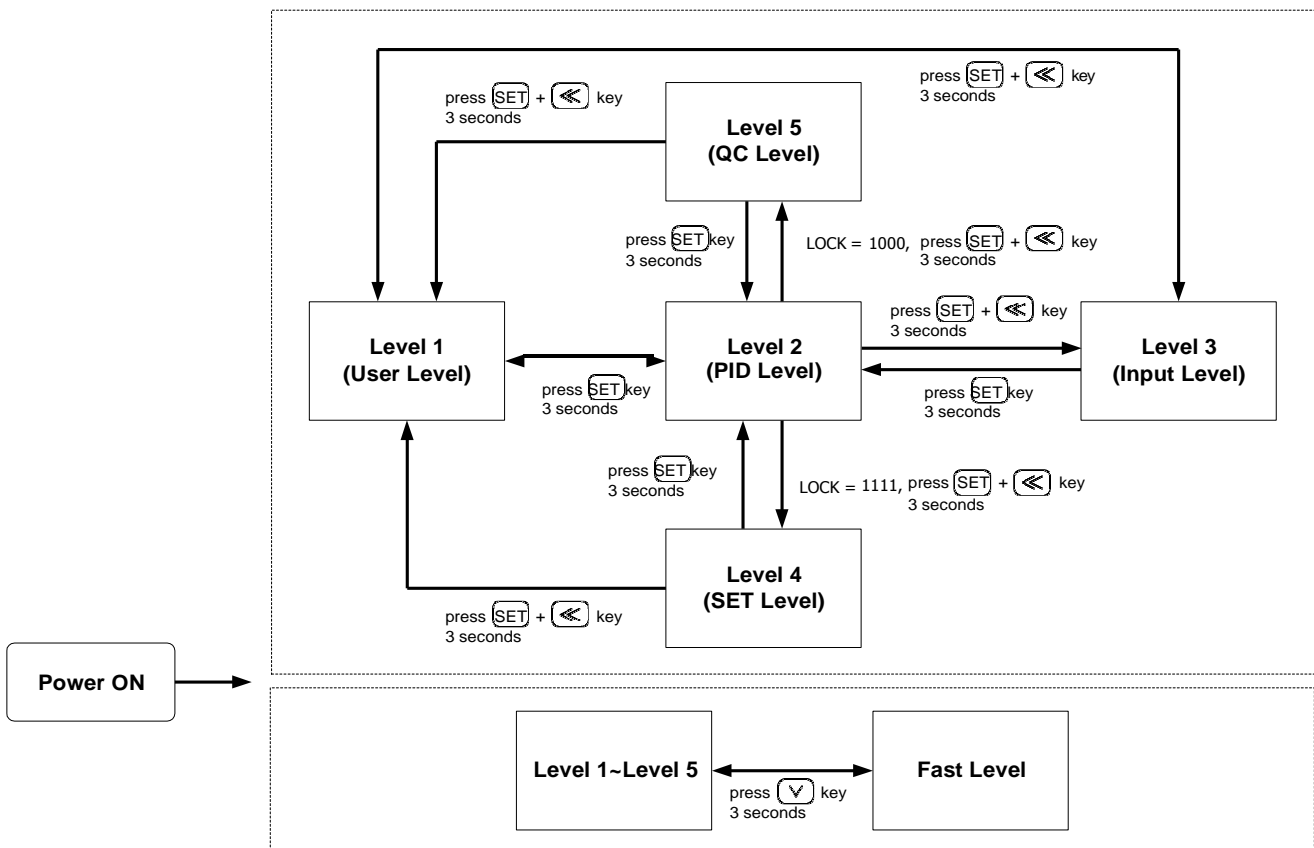 press SET + ≪ key
3 seconds
press SET + ≪ key
3 seconds
Level 5
(QC Level)
press SET key
3 seconds
LOCK = 1000, press SET + ≪ key
3 seconds
Level 1
(User Level)
press SET key
3 seconds
Level 2
(PID Level)
press SET + ≪ key
3 seconds
press SET key
3 seconds
Level 3
(Input Level)
press SET key
3 seconds
LOCK = 1111, press SET + ≪ key
3 seconds
Level 4
(SET Level)
press SET + ≪ key
3 seconds
Power ON
Level 1~Level 5
press ∨ key
3 seconds
Fast Level